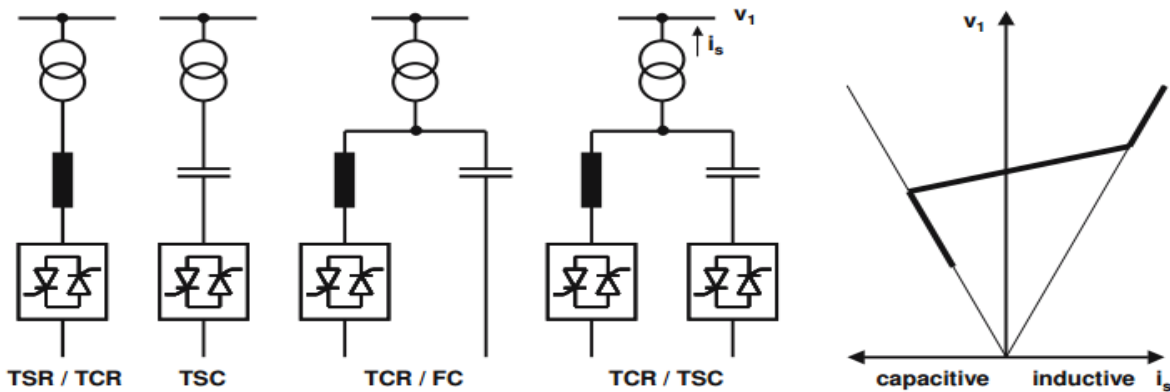 v1
is
v1
TSR / TCR
TSC
TCR / FC
TCR / TSC
capacitive
inductive
is